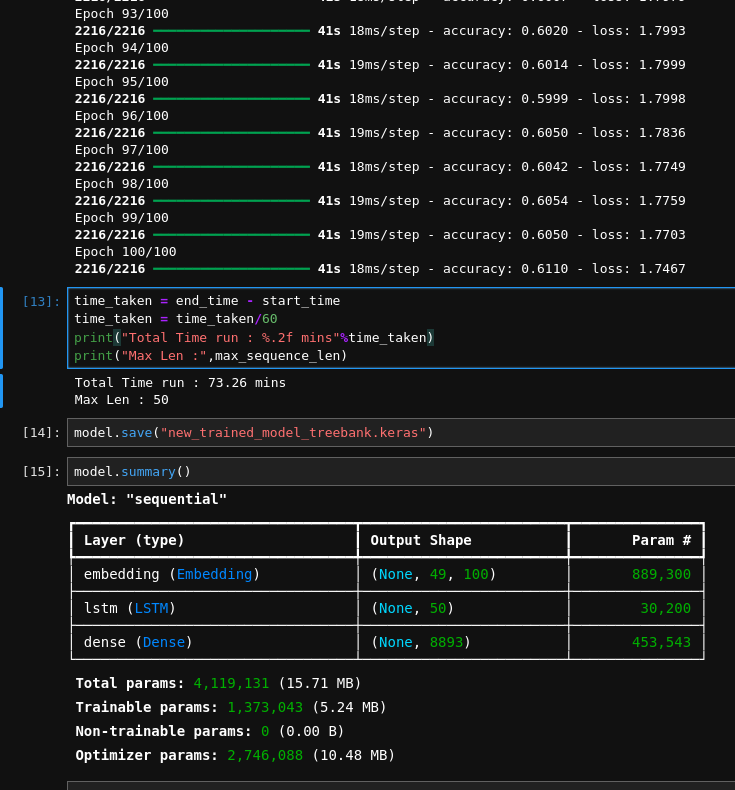 Epoch 93/100
2216/2216 ━━━━━━━━━━━━━━━━━━━━ 41s 18ms/step - accuracy: 0.6020 - loss: 1.7993
Epoch 94/100
2216/2216 ━━━━━━━━━━━━━━━━━━━━ 41s 19ms/step - accuracy: 0.6014 - loss: 1.7999
Epoch 95/100
2216/2216 ━━━━━━━━━━━━━━━━━━━━ 41s 18ms/step - accuracy: 0.5999 - loss: 1.7998
Epoch 96/100
2216/2216 ━━━━━━━━━━━━━━━━━━━━ 41s 19ms/step - accuracy: 0.6050 - loss: 1.7836
Epoch 97/100
2216/2216 ━━━━━━━━━━━━━━━━━━━━ 41s 18ms/step - accuracy: 0.6042 - loss: 1.7749
Epoch 98/100
2216/2216 ━━━━━━━━━━━━━━━━━━━━ 41s 19ms/step - accuracy: 0.6054 - loss: 1.7759
Epoch 99/100
2216/2216 ━━━━━━━━━━━━━━━━━━━━ 41s 19ms/step - accuracy: 0.6050 - loss: 1.7703
Epoch 100/100
2216/2216 ━━━━━━━━━━━━━━━━━━━━ 41s 18ms/step - accuracy: 0.6110 - loss: 1.7467
[13]: time_taken = end_time - start_time
time_taken = time_taken/60
print("Total Time run : %.2f mins"%time_taken)
print("Max Len :",max_sequence_len)
Total Time run : 73.26 mins
Max Len : 50
[14]: model.save("new_trained_model_treebank.keras")
[15]: model.summary()
Model: "sequential"
Layer (type) Output Shape Param #
embedding (Embedding) (None, 49, 100) 889,300
lstm (LSTM) (None, 50) 30,200
dense (Dense) (None, 8893) 453,543
Total params: 4,119,131 (15.71 MB)
Trainable params: 1,373,043 (5.24 MB)
Non-trainable params: 0 (0.00 B)
Optimizer params: 2,746,088 (10.48 MB)